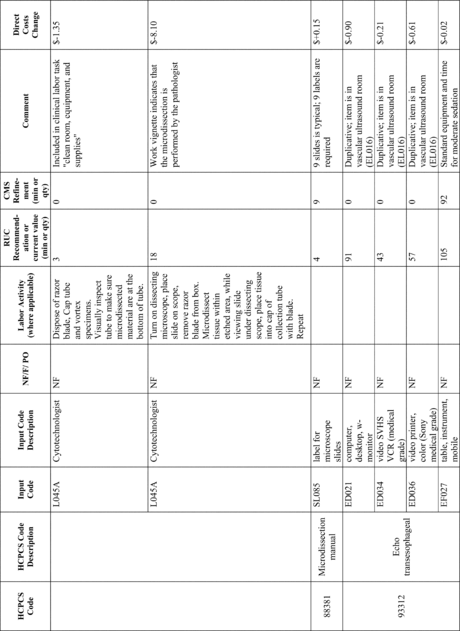 HCPCS
Code
HCPCS Code
Description
Input
Code
Input Code
Description
NF/F/ PO
Labor Activity
(where applicable)
RUC
Recommend-
ation or
current value
(min or qty)
CMS
Refine-
ment
(min or
qty)
Comment
Direct
Costs
Change
L045A
Cytotechnologist
NF
Dispose of razor
blade, Cap tube
and vortex
specimens.
Visually inspect
tube to make sure
microdissected
material are at the
bottom of tube.
3
0
Included in clinical labor task
"clean room, equipment, and
supplies"
$-1.35
L045A
Cytotechnologist
NF
Turn on dissecting
microscope, place
slide on scope,
remove razor
blade from box.
Microdissect
tissue within
etched area, while
viewing slide
under dissecting
scope, place tissue
into cap of
collection tube
with blade.
Repeat
18
0
Work vignette indicates that
the microdissection is
performed by the pathologist
$-8.10
88381
Microdissection
manual
SL085
label for
microscope
slides
NF
4
9
9 slides is typical; 9 labels are
required
$+0.15
93312
Echo
transesophageal
ED021
computer,
desktop, w-
monitor
NF
91
0
Duplicative; item is in
vascular ultrasound room
(EL016)
$-0.90
ED034
video SVHS
VCR (medical
grade)
NF
43
0
Duplicative; item is in
vascular ultrasound room
(EL016)
$-0.21
ED036
video printer,
color (Sony
medical grade)
NF
57
0
Duplicative; item is in
vascular ultrasound room
(EL016)
$-0.61
EF027
table, instrument,
mobile
NF
105
92
Standard equipment and time
for moderate sedation
$-0.02